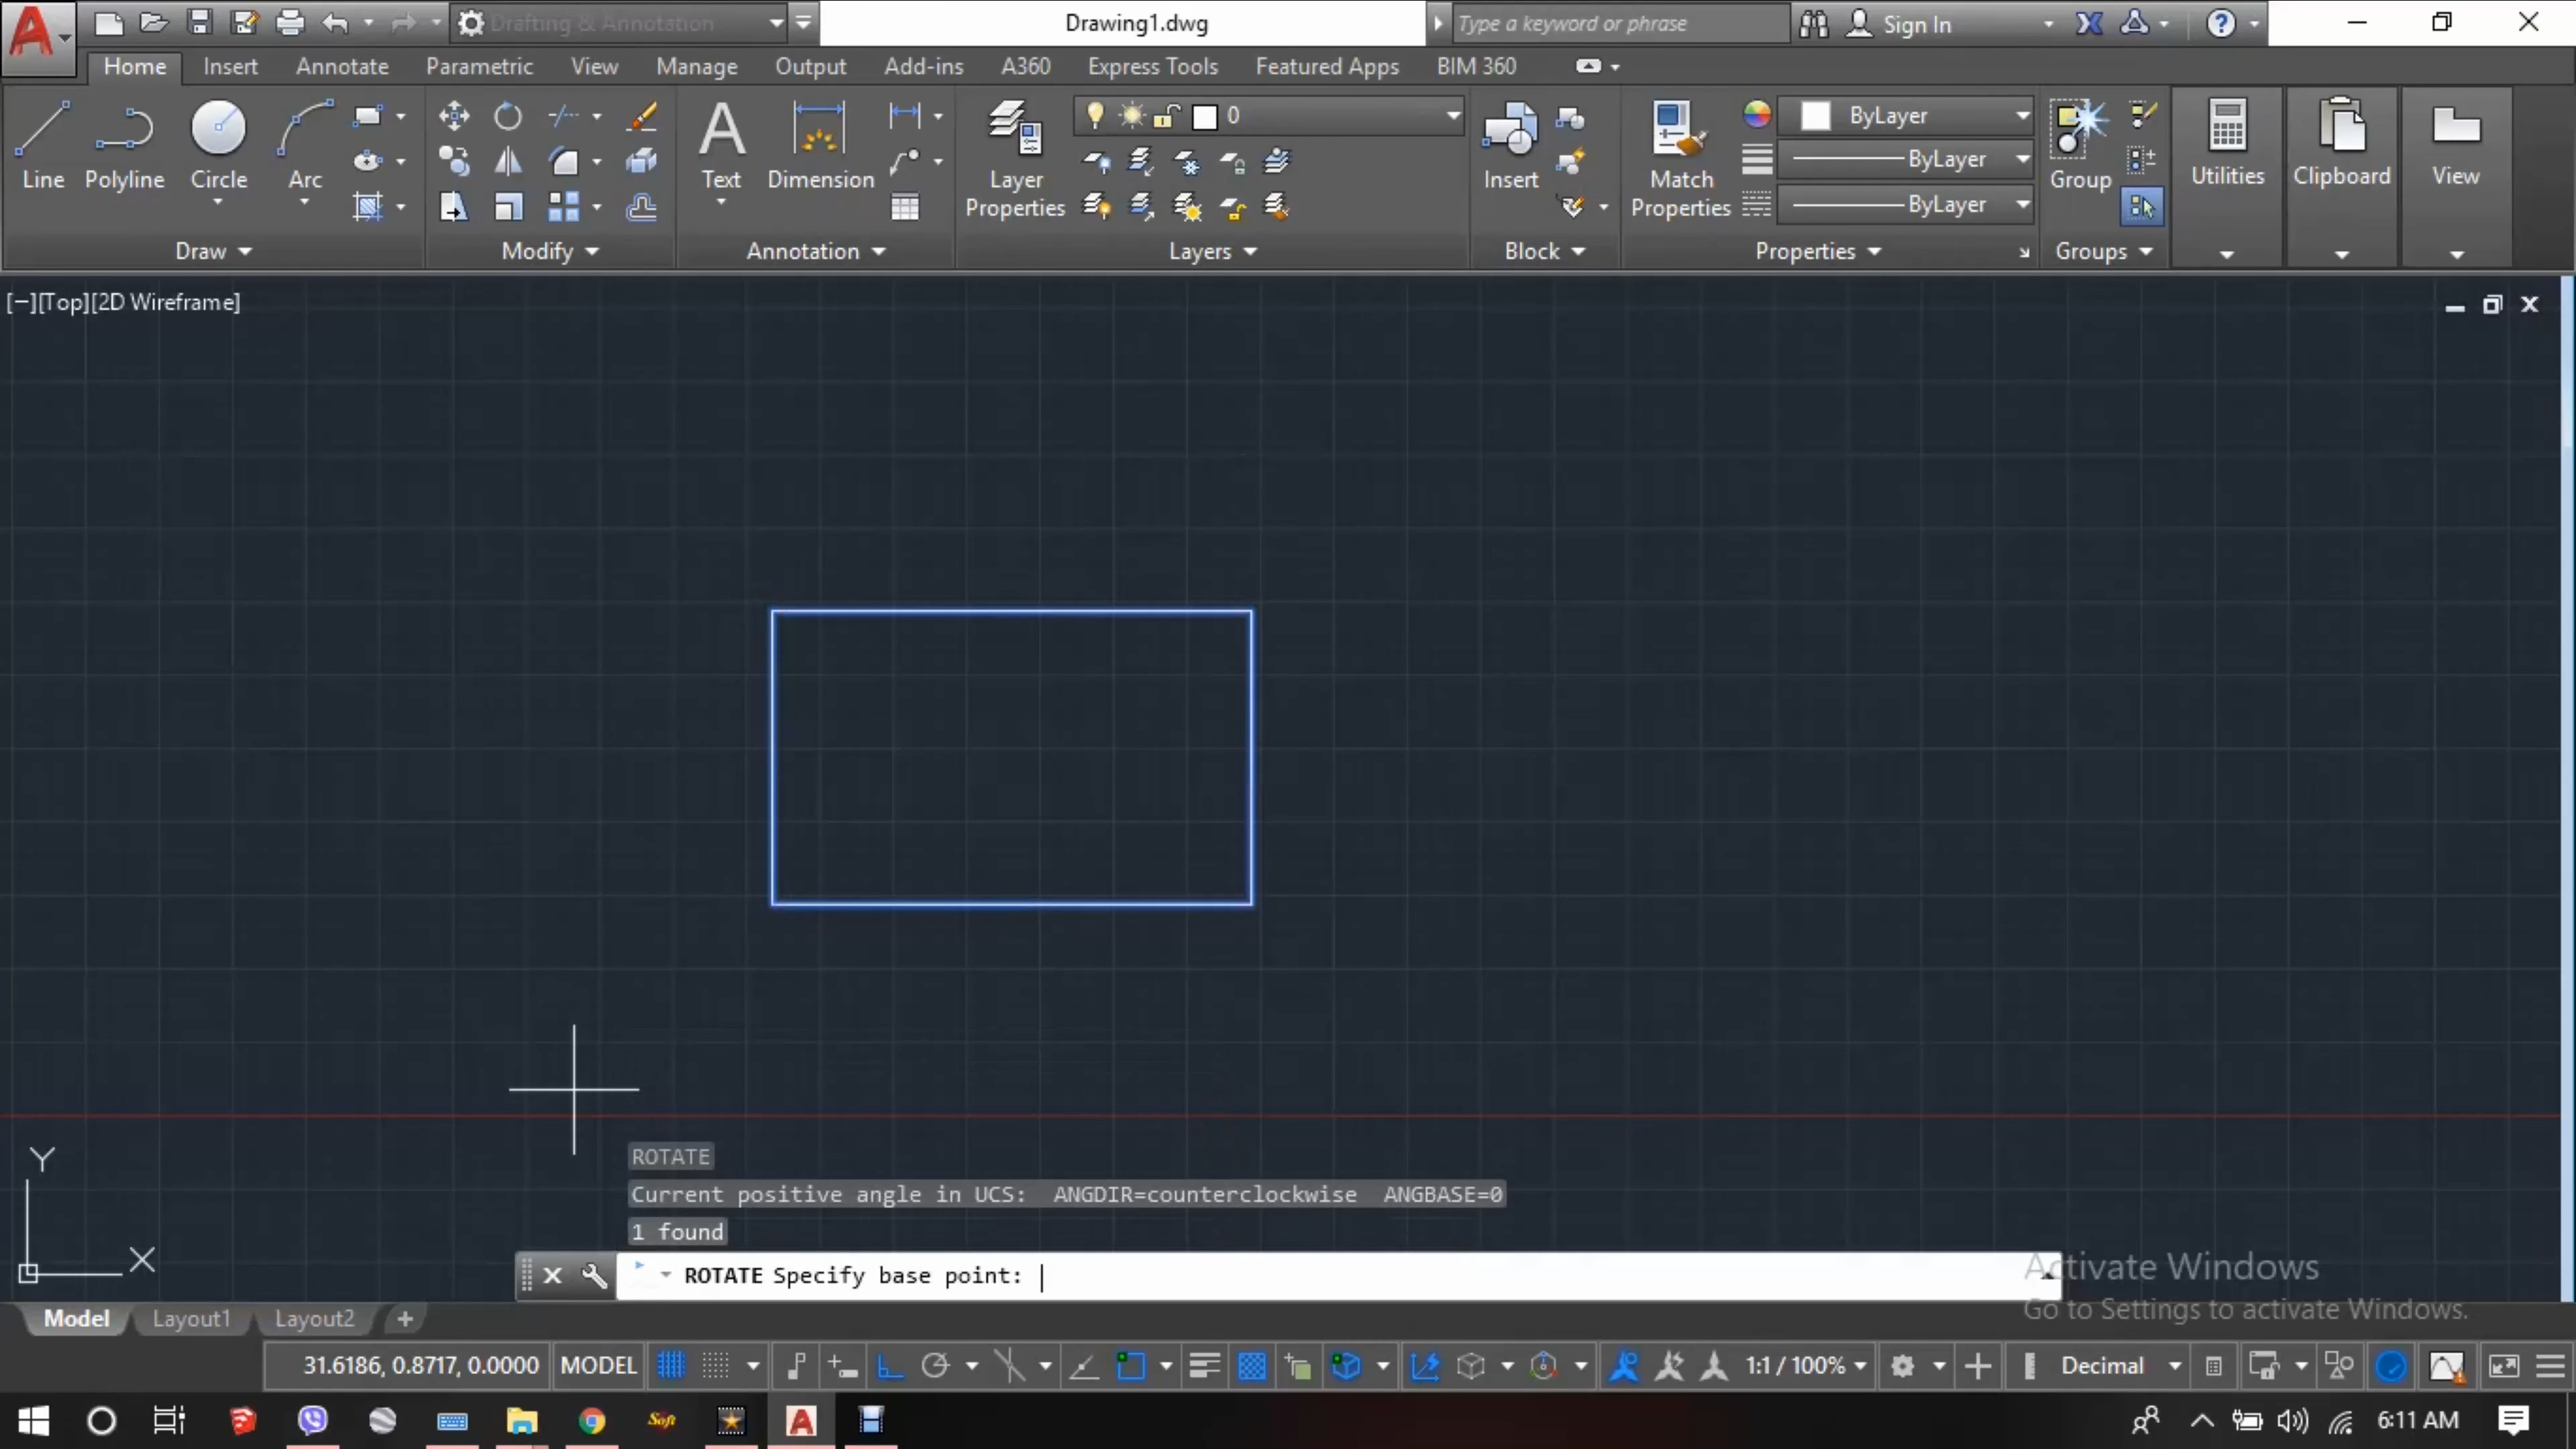 Drafting & Annotation
Drawing1.dwg
Type a keyword or phrase
Sign In
Home Insert Annotate Parametric View Manage Output Add-ins A360 Express Tools Featured Apps BIM 360
0
ByLayer
Line Polyline Circle Arc
Text Dimension
Layer Properties
Insert
Match Properties
ByLayer
ByLayer
Group
Utilities Clipboard View
Draw Modify Annotation Layers Block Properties Groups
[−][Top][2D Wireframe]
Y
X
ROTATE
Current positive angle in UCS:  ANGDIR=counterclockwise  ANGBASE=0
1 found
ROTATE Specify base point:
Activate Windows
Go to Settings to activate Windows.
Model Layout1 Layout2 +
31.6186, 0.8717, 0.0000 MODEL 1:1 / 100% Decimal
Soft
6:11 AM